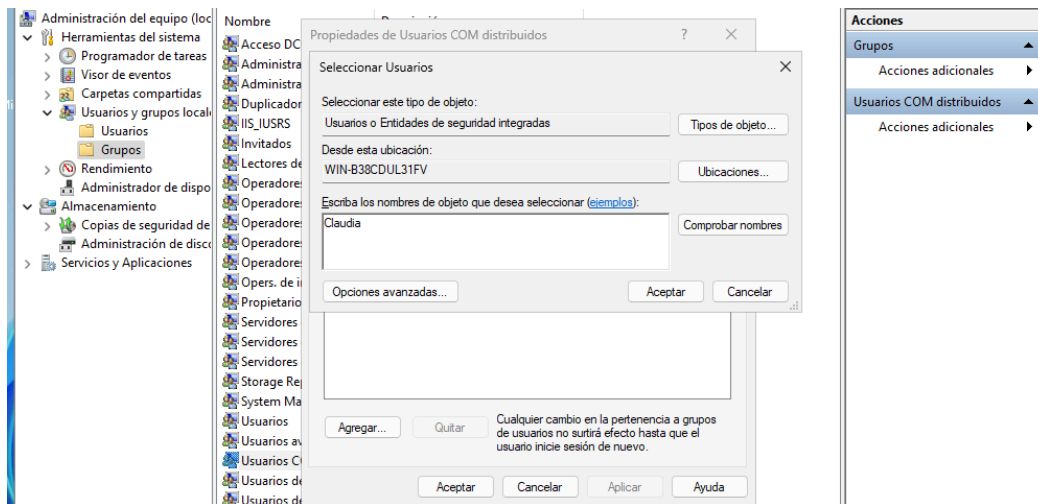 Administración del equipo (loc
Herramientas del sistema
Programador de tareas
Visor de eventos
Carpetas compartidas
Usuarios y grupos local
Usuarios
Grupos
Rendimiento
Administrador de dispo
Almacenamiento
Copias de seguridad de
Administración de disco
Servicios y Aplicaciones
Nombre
Acceso DC
Administra
Administra
Duplicador
IIS_IUSRS
Invitados
Lectores de
Operadores
Operadores
Operadores
Operadores
Operadores
Opers. de i
Propietario
Servidores
Servidores
Servidores
Storage Re
System Ma
Usuarios
Usuarios av
Usuarios C
Usuarios de
Usuarios de
Propiedades de Usuarios COM distribuidos
?
Seleccionar Usuarios
Seleccionar este tipo de objeto:
Usuarios o Entidades de seguridad integradas
Tipos de objeto...
Desde esta ubicación:
WIN-B38CDUL31FV
Ubicaciones...
Escriba los nombres de objeto que desea seleccionar (ejemplos):
Claudia
Comprobar nombres
Opciones avanzadas...
Aceptar
Cancelar
Agregar...
Quitar
Cualquier cambio en la pertenencia a grupos
de usuarios no surtirá efecto hasta que el
usuario inicie sesión de nuevo.
Aceptar
Cancelar
Aplicar
Ayuda
Acciones
Grupos
Acciones adicionales
Usuarios COM distribuidos
Acciones adicionales